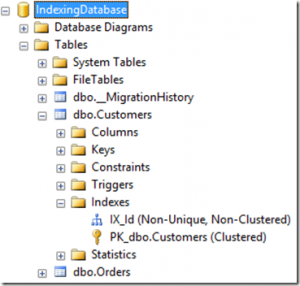 IndexingDatabase
Database Diagrams
Tables
System Tables
FileTables
dbo.__MigrationHistory
dbo.Customers
Columns
Keys
Constraints
Triggers
Indexes
IX_Id (Non-Unique, Non-Clustered)
PK_dbo.Customers (Clustered)
Statistics
dbo.Orders